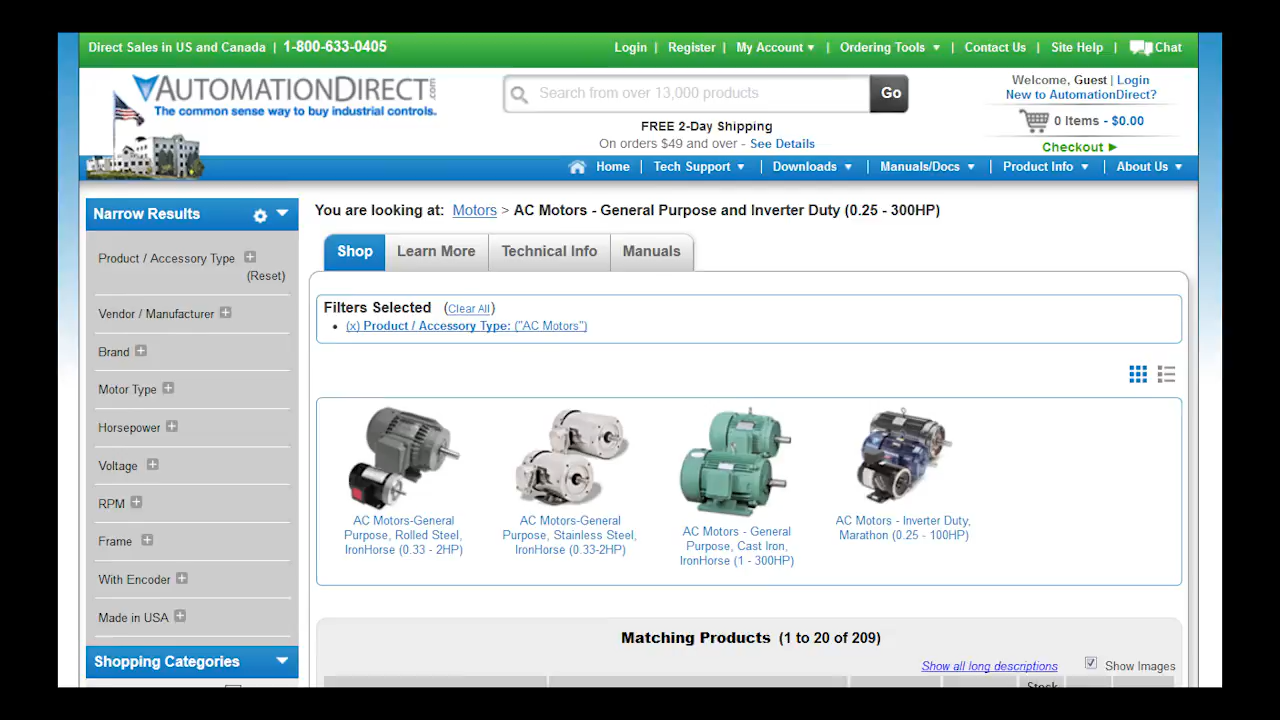 Direct Sales in US and Canada | 1-800-633-0405
Login | Register | My Account | Ordering Tools | Contact Us | Site Help | Chat
AUTOMATIONDIRECT.com
The common sense way to buy industrial controls.
Search from over 13,000 products
Go
FREE 2-Day Shipping
On orders $49 and over - See Details
Welcome, Guest | Login
New to AutomationDirect?
0 Items - $0.00
Checkout
Home | Tech Support | Downloads | Manuals/Docs | Product Info | About Us
Narrow Results
Product / Accessory Type
(Reset)
Vendor / Manufacturer
Brand
Motor Type
Horsepower
Voltage
RPM
Frame
With Encoder
Made in USA
Shopping Categories
You are looking at: Motors > AC Motors - General Purpose and Inverter Duty (0.25 - 300HP)
Shop
Learn More
Technical Info
Manuals
Filters Selected (Clear All)
• (x) Product / Accessory Type: ("AC Motors")
AC Motors-General
Purpose, Rolled Steel,
IronHorse (0.33 - 2HP)
AC Motors-General
Purpose, Stainless Steel,
IronHorse (0.33-2HP)
AC Motors - General
Purpose, Cast Iron,
IronHorse (1 - 300HP)
AC Motors - Inverter Duty,
Marathon (0.25 - 100HP)
Matching Products (1 to 20 of 209)
Show all long descriptions
Show Images
Stock